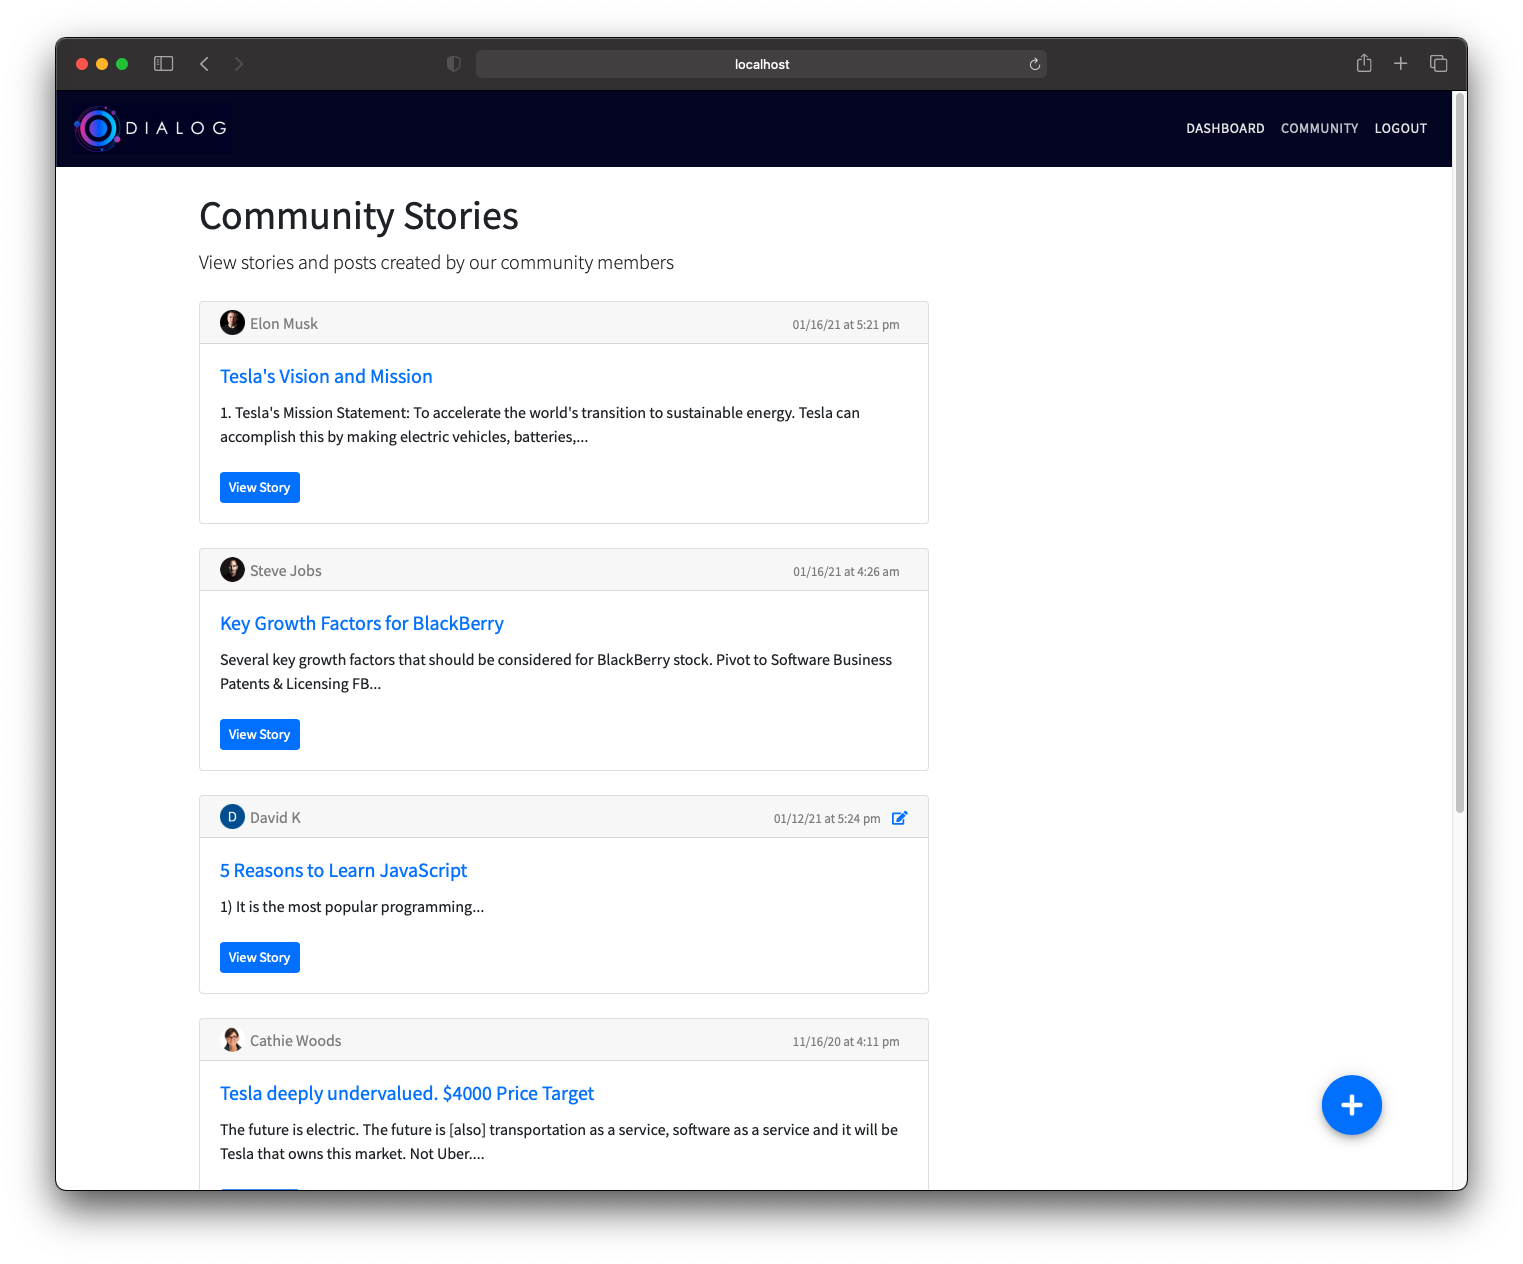 localhost
DIALOG
DASHBOARD COMMUNITY LOGOUT
Community Stories
View stories and posts created by our community members
Elon Musk 01/16/21 at 5:21 pm
Tesla's Vision and Mission
1. Tesla's Mission Statement: To accelerate the world's transition to sustainable energy. Tesla can
accomplish this by making electric vehicles, batteries,...
View Story
Steve Jobs 01/16/21 at 4:26 am
Key Growth Factors for BlackBerry
Several key growth factors that should be considered for BlackBerry stock. Pivot to Software Business
Patents & Licensing FB...
View Story
D David K 01/12/21 at 5:24 pm
5 Reasons to Learn JavaScript
1) It is the most popular programming...
View Story
Cathie Woods 11/16/20 at 4:11 pm
Tesla deeply undervalued. $4000 Price Target
The future is electric. The future is [also] transportation as a service, software as a service and it will be
Tesla that owns this market. Not Uber....